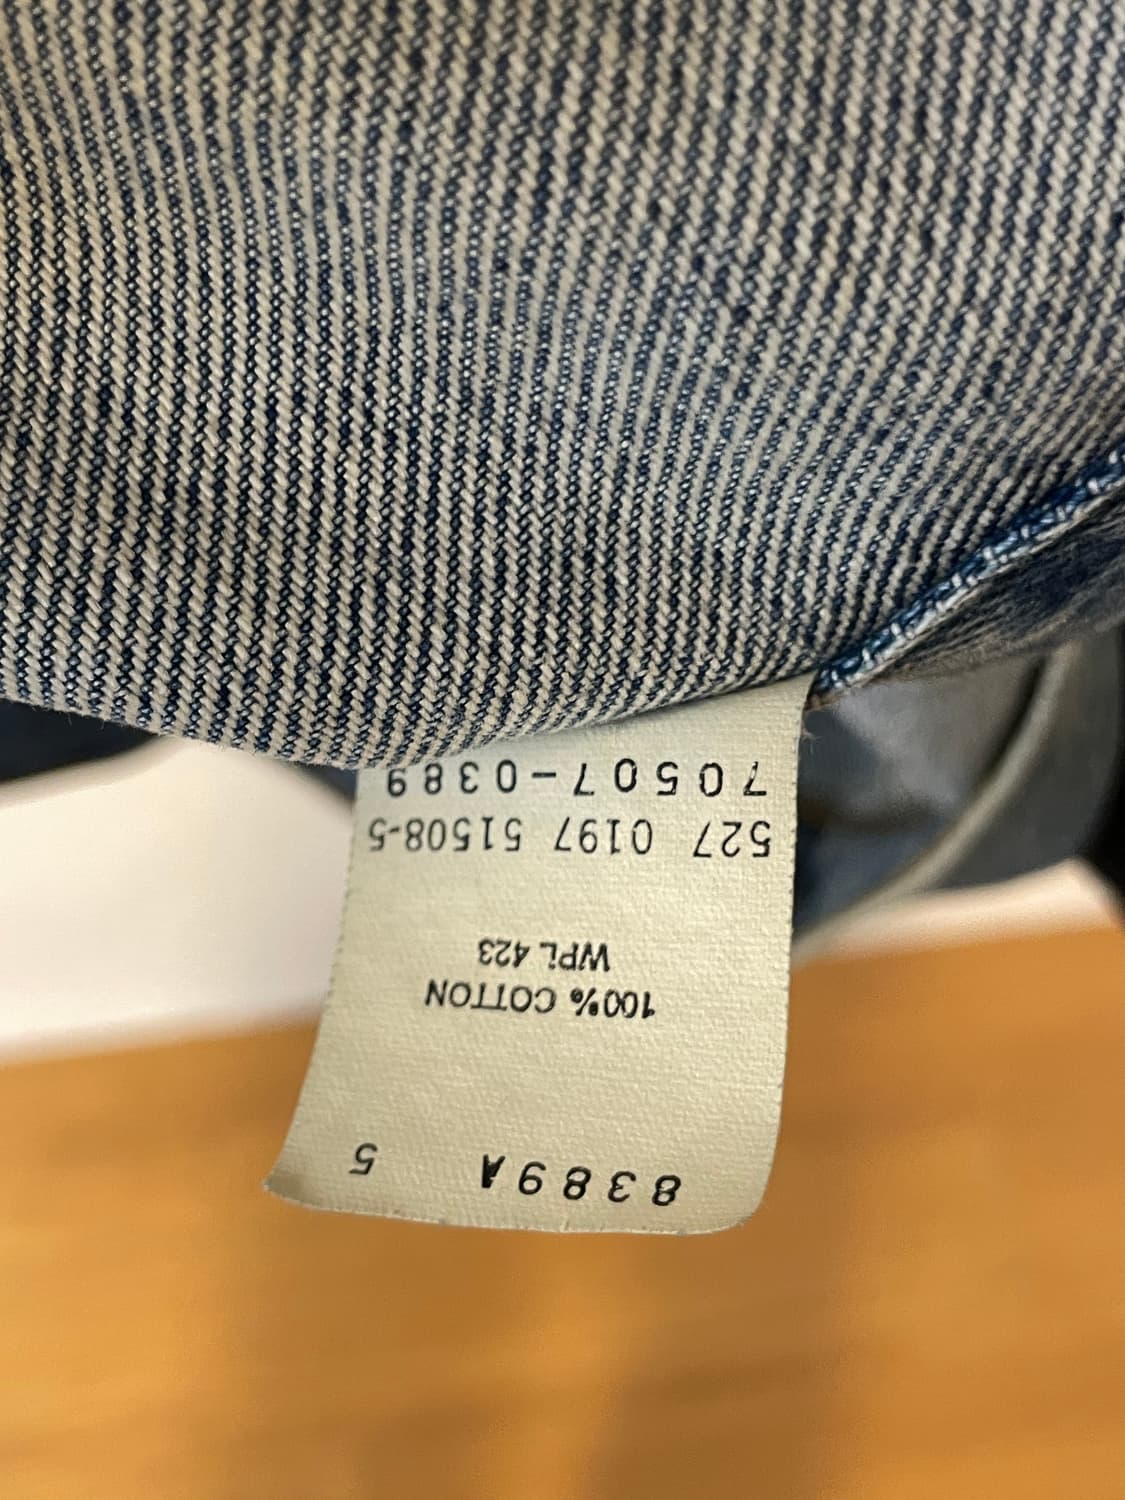 8389A 5
100% COTTON
WPL 423
527 0197 51508-5
70507-0389